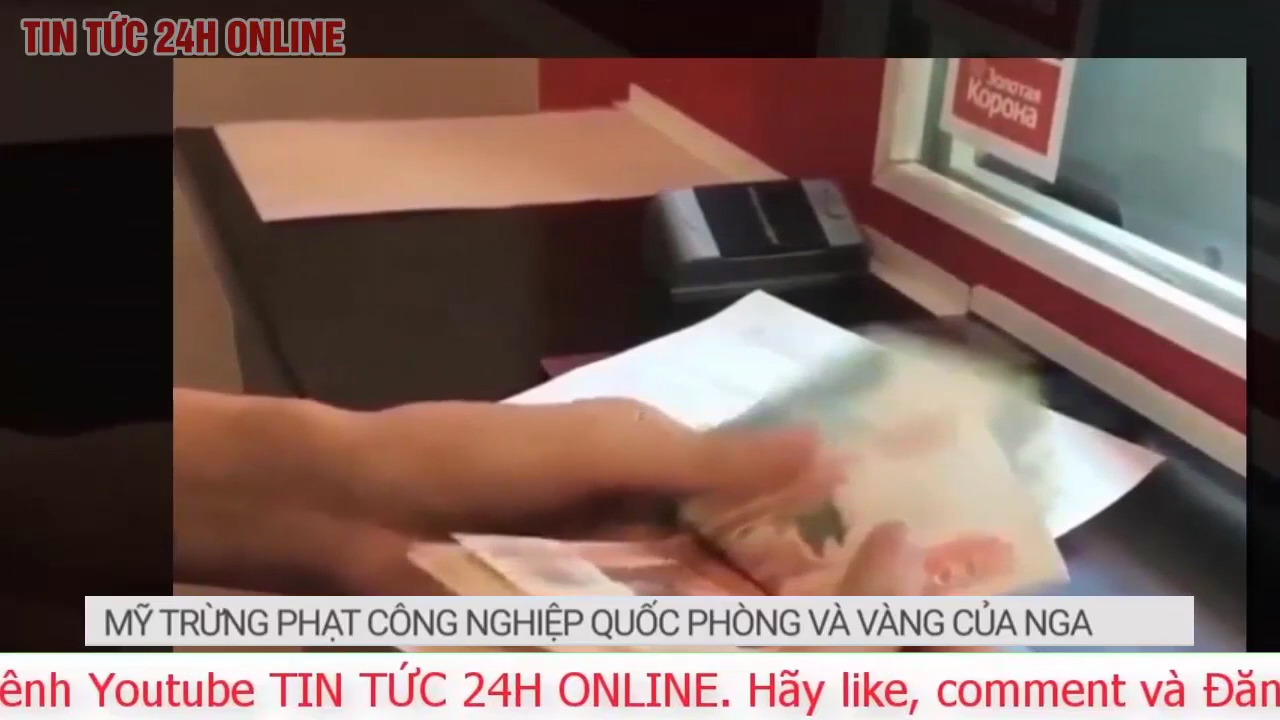 TIN TỨC 24H ONLINE
Золотая
Корона
MỸ TRỪNG PHẠT CÔNG NGHIỆP QUỐC PHÒNG VÀ VÀNG CỦA NGA
ênh Youtube TIN TỨC 24H ONLINE. Hãy like, comment và Đăn